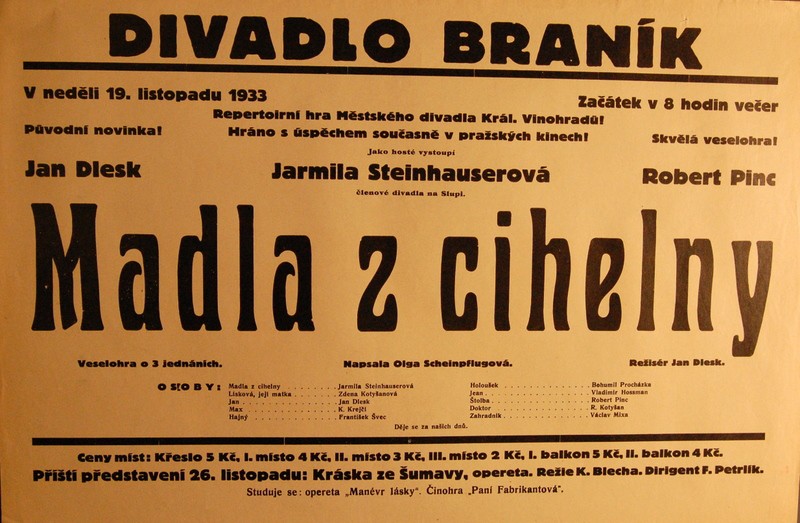 DIVADLO BRANÍK
V neděli 19. listopadu 1933
Začátek v 8 hodin večer
Repertoirní hra Městského divadla Král. Vinohradů!
Původní novinka!
Hráno s úspěchem současně v pražských kinech!
Skvělá veselohra!
Jako hosté vystoupí
Jan Dlesk Jarmila Steinhauserová Robert Pinc
členové divadla na Slupi.
Madla z cihelny
Veselohra o 3 jednáních. Napsala Olga Scheinpflugová. Režisér Jan Dlesk.
OSOBY:
Madla z cihelny . . . . . . . Jarmila Steinhauserová
Lísková, její matka . . . . . Zdena Kotyšanová
Jan . . . . . . . . . . Jan Dlesk
Max . . . . . . . . . . K. Krejčí
Hajný . . . . . . . . . František Švec
Holoušek . . . . . . . . . Bohumil Procházka
Jean . . . . . . . . . . Vladimír Hossman
Štolba . . . . . . . . . . Robert Pinc
Doktor . . . . . . . . . . R. Kotyšan
Zahradník . . . . . . . . . Václav Mixa
Děje se za našich dnů.
Ceny míst: Křeslo 5 Kč, I. místo 4 Kč, II. místo 3 Kč, III. místo 2 Kč, I. balkon 5 Kč, II. balkon 4 Kč.
Příští představení 26. listopadu: Kráska ze Šumavy, opereta. Režie K. Blecha. Dirigent F. Petrlík.
Studuje se: opereta „Manévr lásky". Činohra „Paní Fabrikantová".